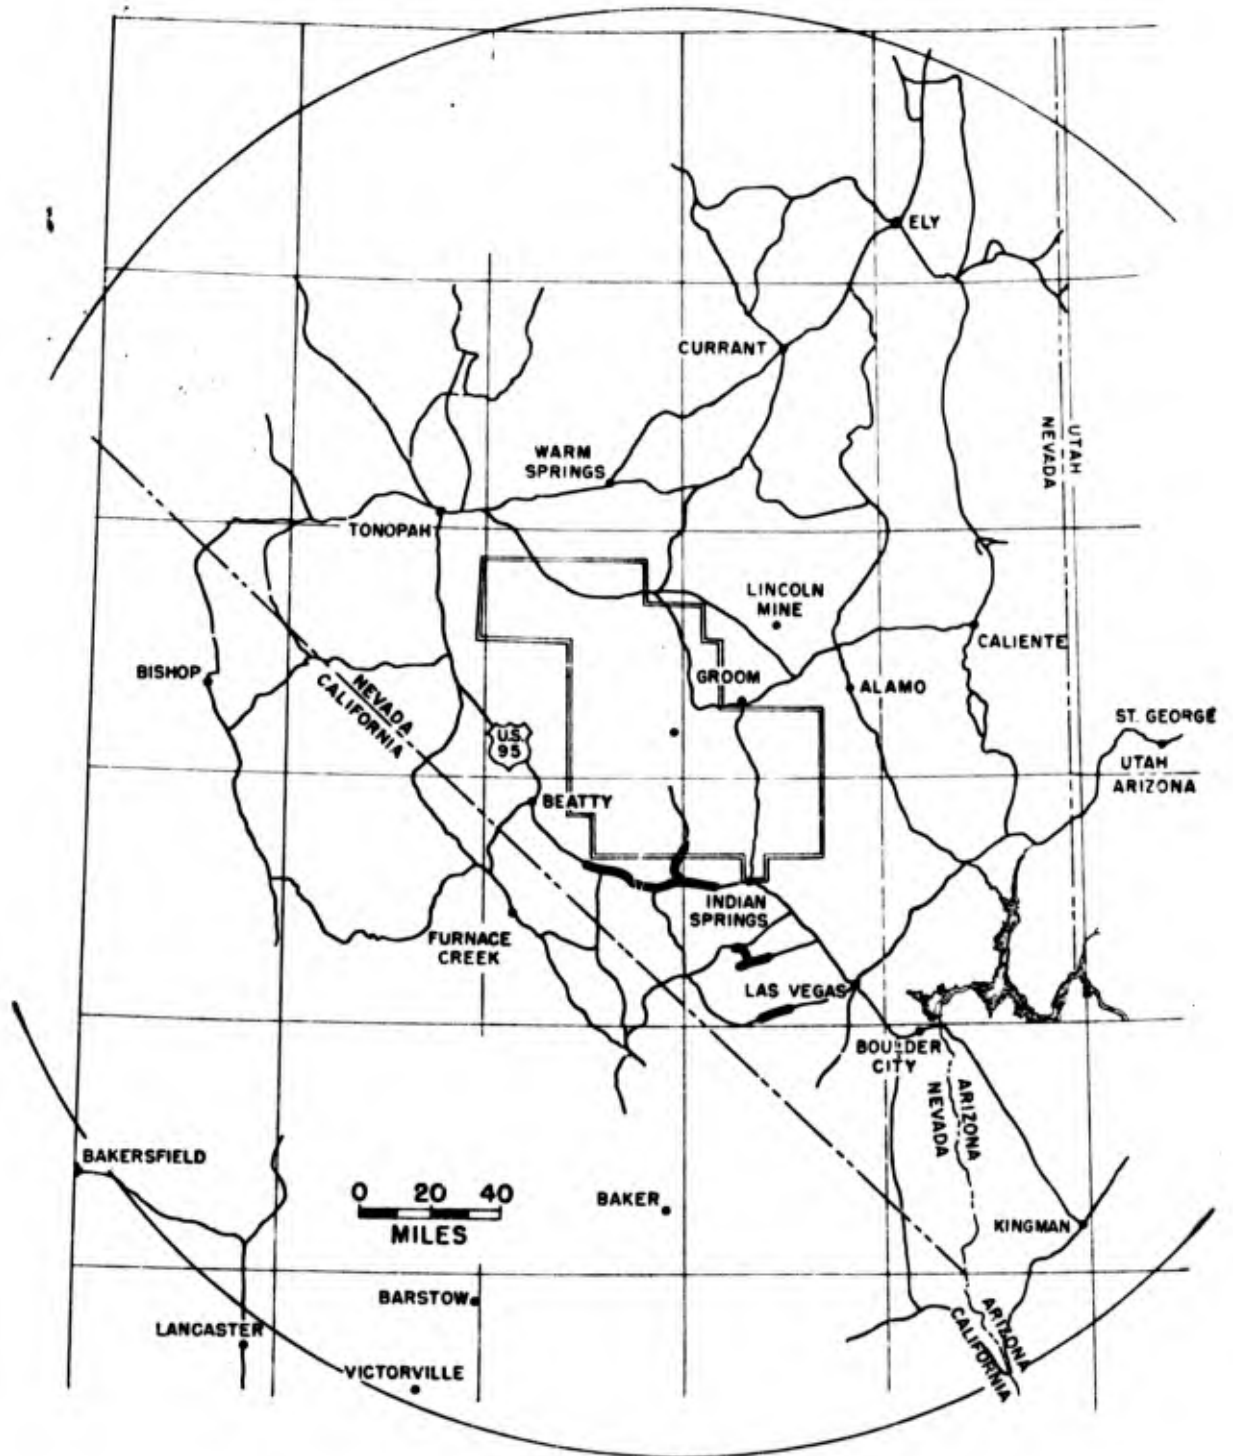 ELY
CURRANT
UTAH
NEVADA
WARM
SPRINGS
TONOPAH
LINCOLN
MINE
CALIENTE
BISHOP
GROOM
ALAMO
NEVADA
CALIFORNIA
ST. GEORGE
U.S.
95
UTAH
ARIZONA
BEATTY
INDIAN
SPRINGS
FURNACE
CREEK
LAS VEGAS
BOULDER
CITY
ARIZONA
NEVADA
BAKERSFIELD
0 20 40
MILES
BAKER
KINGMAN
BARSTOW
LANCASTER
ARIZONA
CALIFORNIA
VICTORVILLE